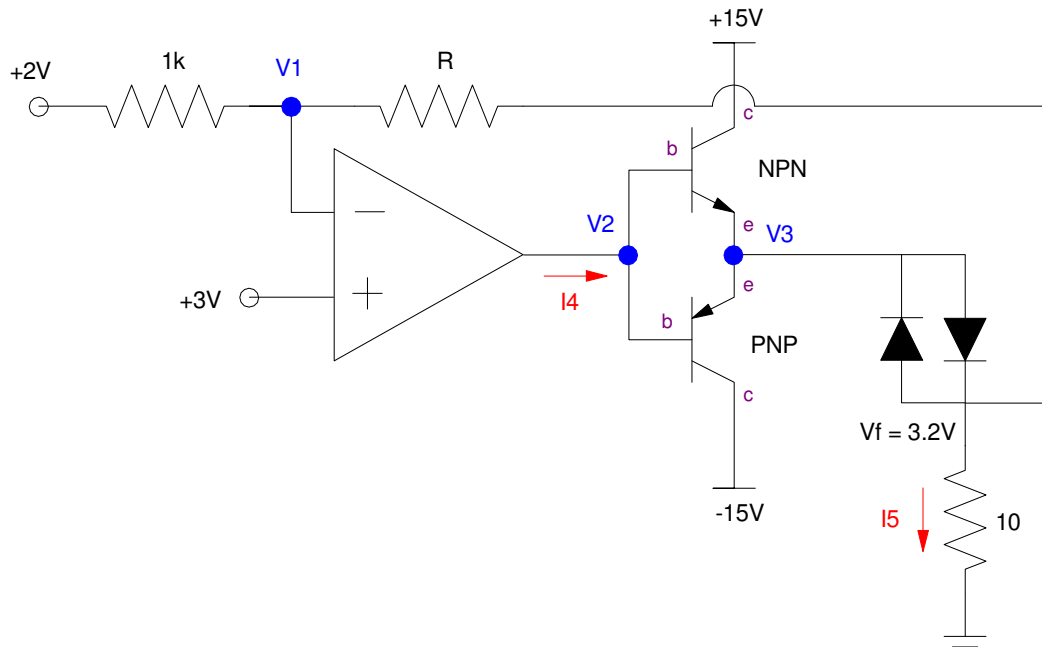 +15V
1k
R
+2V
V1
c
b
NPN
V2
e
V3
+3V
I4
e
b
PNP
c
Vf = 3.2V
-15V
I5
10